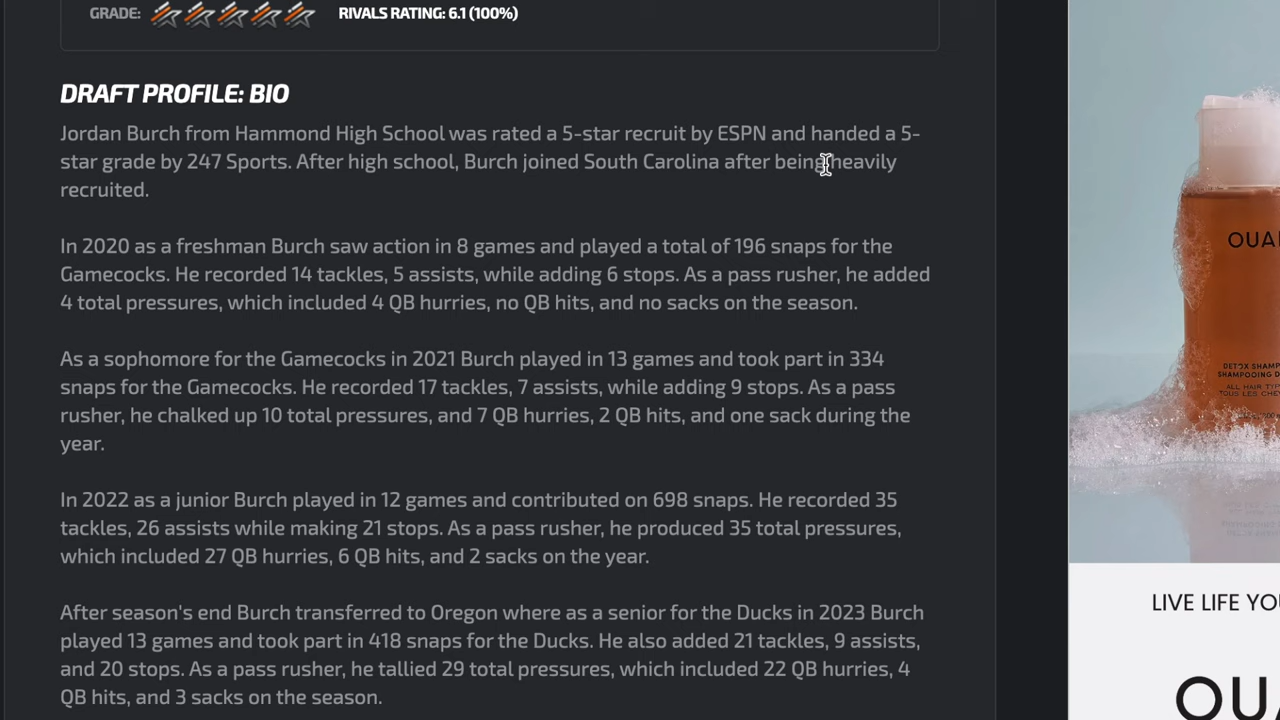 GRADE: RIVALS RATING: 6.1 (100%)
DRAFT PROFILE: BIO
Jordan Burch from Hammond High School was rated a 5-star recruit by ESPN and handed a 5-
star grade by 247 Sports. After high school, Burch joined South Carolina after being heavily
recruited.
In 2020 as a freshman Burch saw action in 8 games and played a total of 196 snaps for the
Gamecocks. He recorded 14 tackles, 5 assists, while adding 6 stops. As a pass rusher, he added
4 total pressures, which included 4 QB hurries, no QB hits, and no sacks on the season.
As a sophomore for the Gamecocks in 2021 Burch played in 13 games and took part in 334
snaps for the Gamecocks. He recorded 17 tackles, 7 assists, while adding 9 stops. As a pass
rusher, he chalked up 10 total pressures, and 7 QB hurries, 2 QB hits, and one sack during the
year.
In 2022 as a junior Burch played in 12 games and contributed on 698 snaps. He recorded 35
tackles, 26 assists while making 21 stops. As a pass rusher, he produced 35 total pressures,
which included 27 QB hurries, 6 QB hits, and 2 sacks on the year.
After season's end Burch transferred to Oregon where as a senior for the Ducks in 2023 Burch
played 13 games and took part in 418 snaps for the Ducks. He also added 21 tackles, 9 assists,
and 20 stops. As a pass rusher, he tallied 29 total pressures, which included 22 QB hurries, 4
QB hits, and 3 sacks on the season.
OUA
DETOX SHAMP
SHAMPOOING D
ALL HAIR TYP
TOUS LES CHE
LIVE LIFE YO
OU